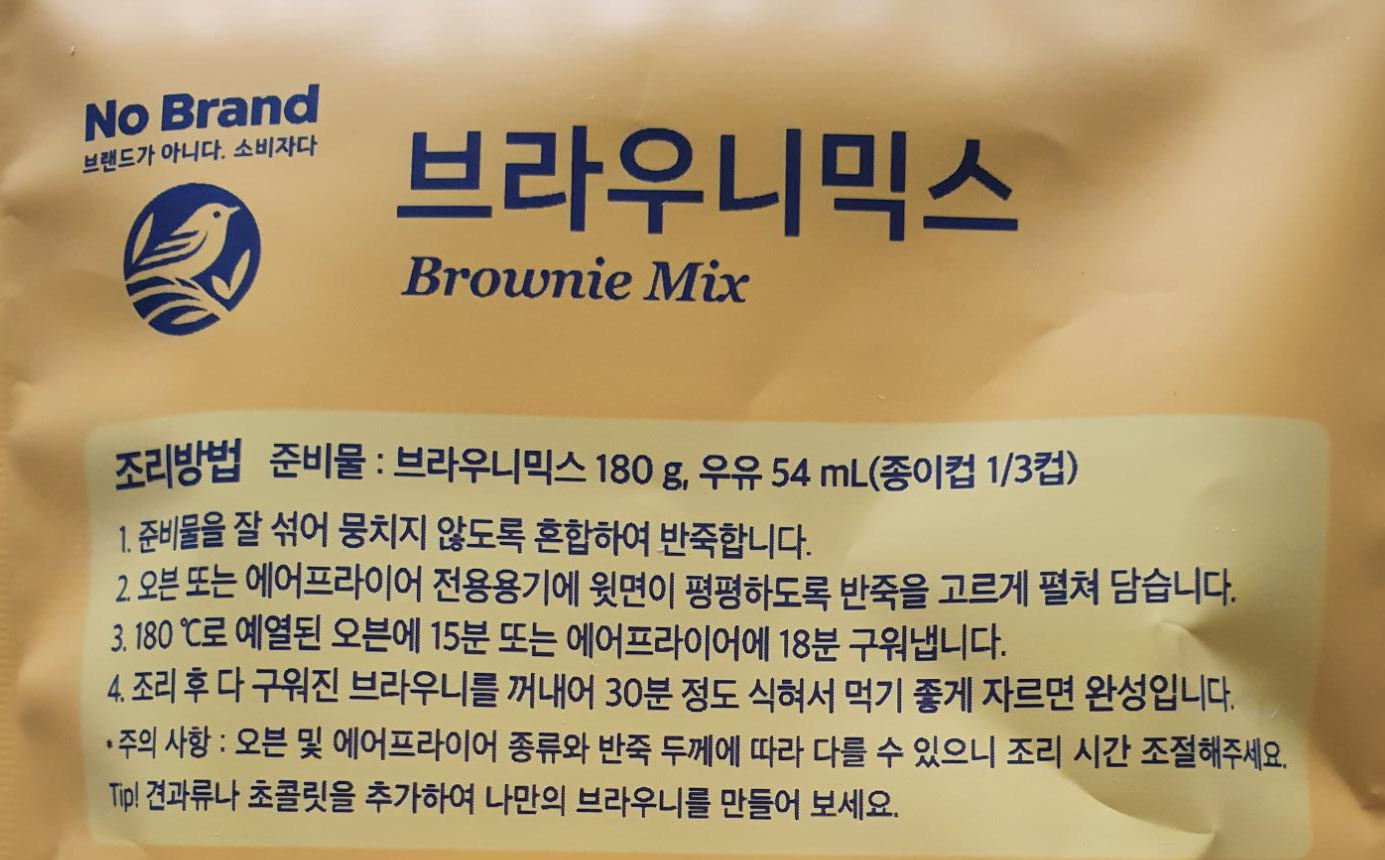 No Brand
브랜드가 아니다. 소비자다
브라우니믹스
Brownie Mix
조리방법 준비물 : 브라우니믹스 180 g, 우유 54 mL(종이컵 1/3컵)
1. 준비물을 잘 섞어 뭉치지 않도록 혼합하여 반죽합니다.
2. 오븐 또는 에어프라이어 전용용기에 윗면이 평평하도록 반죽을 고르게 펼쳐 담습니다.
3. 180 ℃로 예열된 오븐에 15분 또는 에어프라이어에 18분 구워냅니다.
4. 조리 후 다 구워진 브라우니를 꺼내어 30분 정도 식혀서 먹기 좋게 자르면 완성입니다.
• 주의 사항 : 오븐 및 에어프라이어 종류와 반죽 두께에 따라 다를 수 있으니 조리 시간 조절해주세요.
Tip! 견과류나 초콜릿을 추가하여 나만의 브라우니를 만들어 보세요.